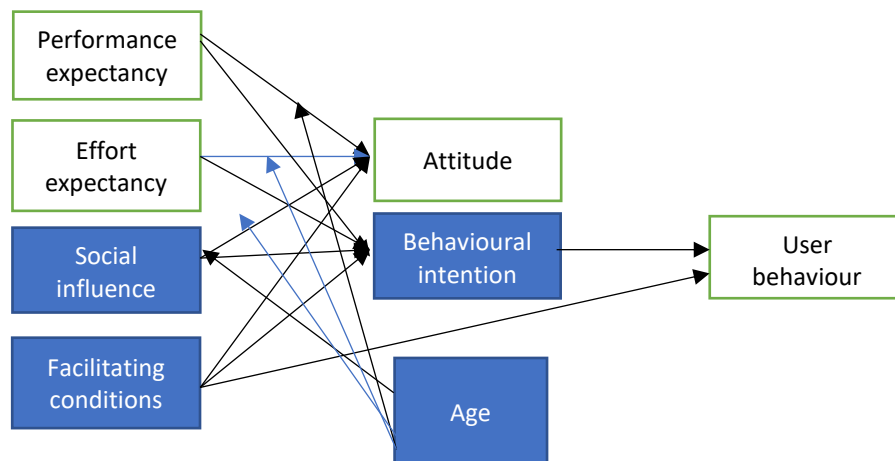 Performance
expectancy
Effort
expectancy
Attitude
Social
influence
Behavioural
intention
User
behaviour
Facilitating
conditions
Age